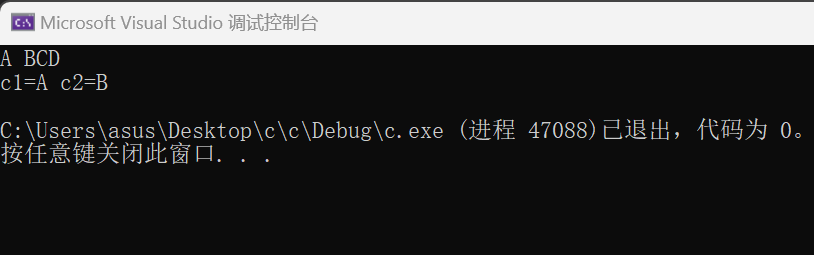 Microsoft Visual Studio 调试控制台
A BCD
c1=A c2=B
C:\Users\asus\Desktop\c\c\Debug\c.exe (进程 47088)已退出，代码为 0。
按任意键关闭此窗口. . .